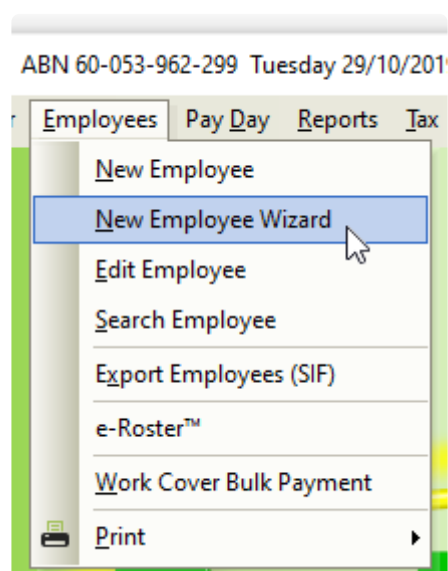 ABN 60-053-962-299 Tuesday 29/10/201
Employees Pay Day Reports Tax
New Employee
New Employee Wizard
Edit Employee
Search Employee
Export Employees (SIF)
e-Roster™
Work Cover Bulk Payment
Print